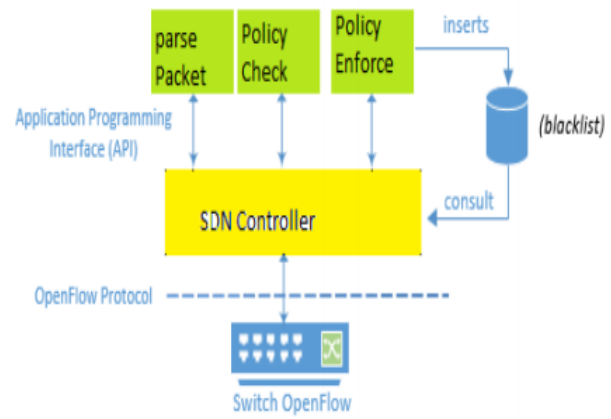 parse
Packet
Policy
Check
Policy
Enforce
inserts
(blacklist)
Application Programming
Interface (API)
consult
SDN Controller
OpenFlow Protocol
Switch OpenFlow